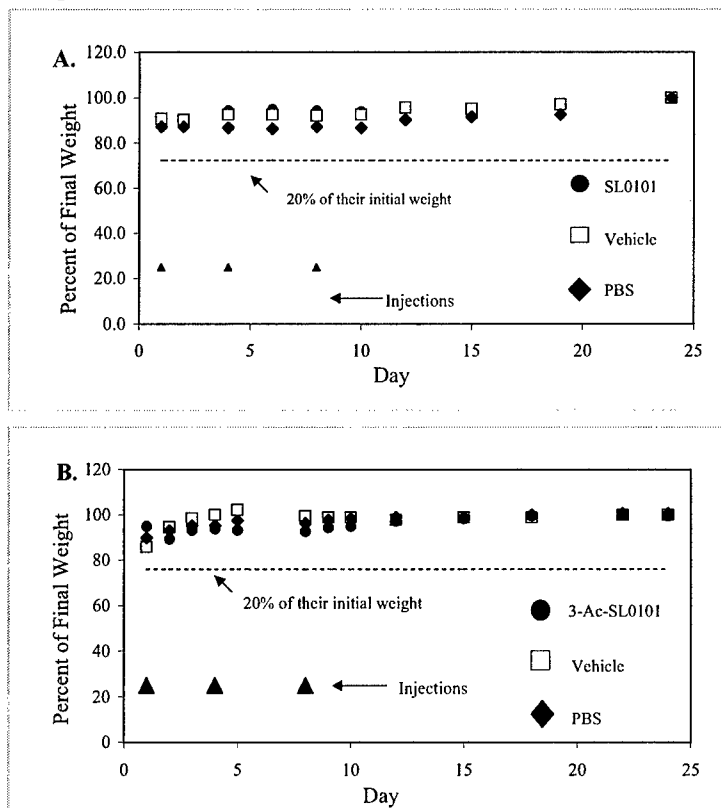 A.
120.0
100.0
80.0
60.0
40.0
20.0
0.0
Percent of Final Weight
20% of their initial weight
SL0101
Vehicle
PBS
Injections
0
5
10
15
20
25
Day
B.
120
100
80
60
40
20
0
Percent of Final Weight
20% of their initial weight
3-Ac-SL0101
Vehicle
PBS
Injections
0
5
10
15
20
25
Day